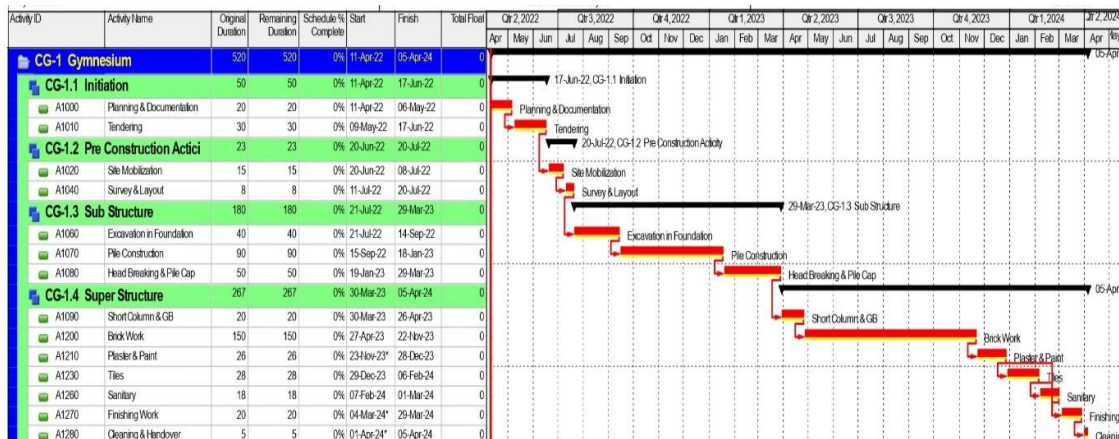 Activity ID Activity Name Original Duration Remaining Duration Schedule % Complete Start Finish Total Float Qtr 2, 2022 Qtr 3, 2022 Qtr 4, 2022 Qtr 1, 2023 Qtr 2, 2023 Qtr 3, 2023 Qtr 4, 2023 Qtr 1, 2024 Qtr 2, 2024
Apr May Jun Jul Aug Sep Oct Nov Dec Jan Feb Mar Apr May Jun Jul Aug Sep Oct Nov Dec Jan Feb Mar Apr May
CG-1 Gymnesium 520 520 0% 11-Apr-22 05-Apr-24 0 05-Apr
CG-1.1 Initiation 50 50 0% 11-Apr-22 17-Jun-22 0 17-Jun-22, CG-1.1 Initiation
A1000 Planning & Documentation 20 20 0% 11-Apr-22 06-May-22 0 Planning & Documentation
A1010 Tendering 30 30 0% 09-May-22 17-Jun-22 0 Tendering
CG-1.2 Pre Construction Actici 23 23 0% 20-Jun-22 20-Jul-22 0 20-Jul-22, CG-1.2 Pre Construction Acticity
A1020 Site Mobilization 15 15 0% 20-Jun-22 08-Jul-22 0 Site Mobilization
A1040 Survey & Layout 8 8 0% 11-Jul-22 20-Jul-22 0 Survey & Layout
CG-1.3 Sub Structure 180 180 0% 21-Jul-22 29-Mar-23 0 29-Mar-23, CG-1.3 Sub Structure
A1060 Excavation in Foundation 40 40 0% 21-Jul-22 14-Sep-22 0 Excavation in Foundation
A1070 Pile Construction 90 90 0% 15-Sep-22 18-Jan-23 0 Pile Construction
A1080 Head Breaking & Pile Cap 50 50 0% 19-Jan-23 29-Mar-23 0 Head Breaking & Pile Cap
CG-1.4 Super Structure 267 267 0% 30-Mar-23 05-Apr-24 0 05-Apr
A1090 Short Column & GB 20 20 0% 30-Mar-23 26-Apr-23 0 Short Column & GB
A1200 Brick Work 150 150 0% 27-Apr-23 22-Nov-23 0 Brick Work
A1210 Plaster & Paint 26 26 0% 23-Nov-23* 28-Dec-23 0 Plaster & Paint
A1230 Tiles 28 28 0% 29-Dec-23 06-Feb-24 0 Tiles
A1260 Sanitary 18 18 0% 07-Feb-24 01-Mar-24 0 Sanitary
A1270 Finishing Work 20 20 0% 04-Mar-24* 29-Mar-24 0 Finishing
A1280 Cleaning & Handover 5 5 0% 01-Apr-24* 05-Apr-24 0